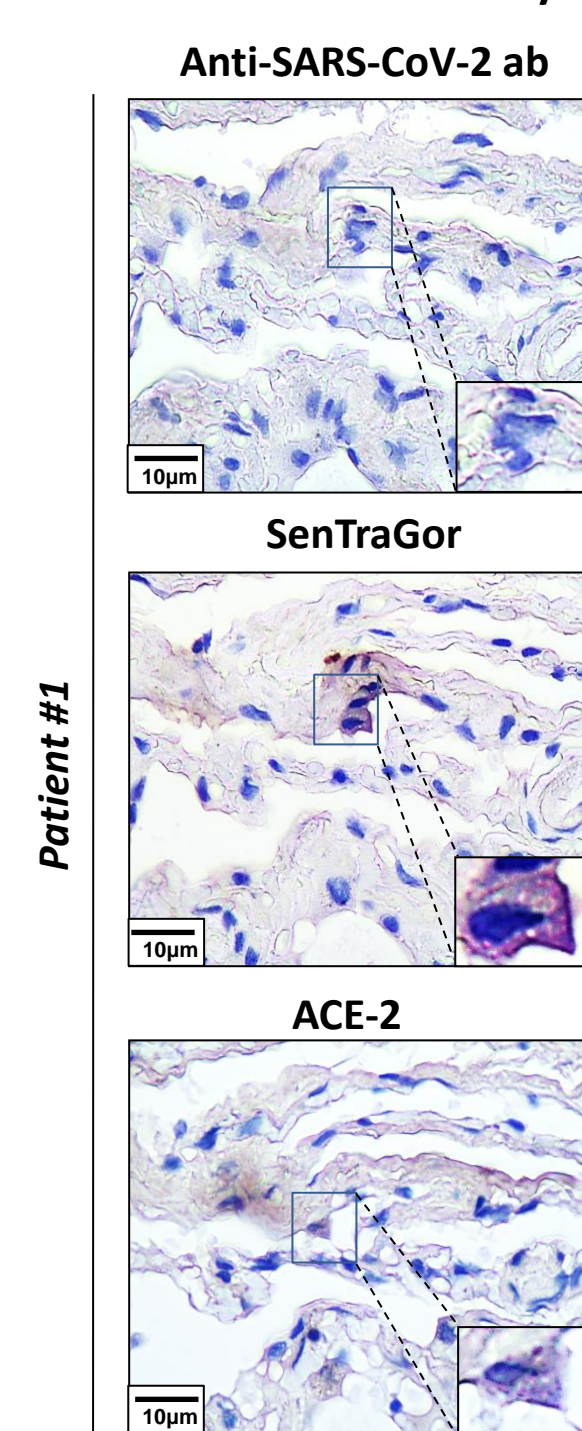 Anti-SARS-CoV-2 ab
10μm
SenTraGor
Patient #1
10μm
ACE-2
10μm